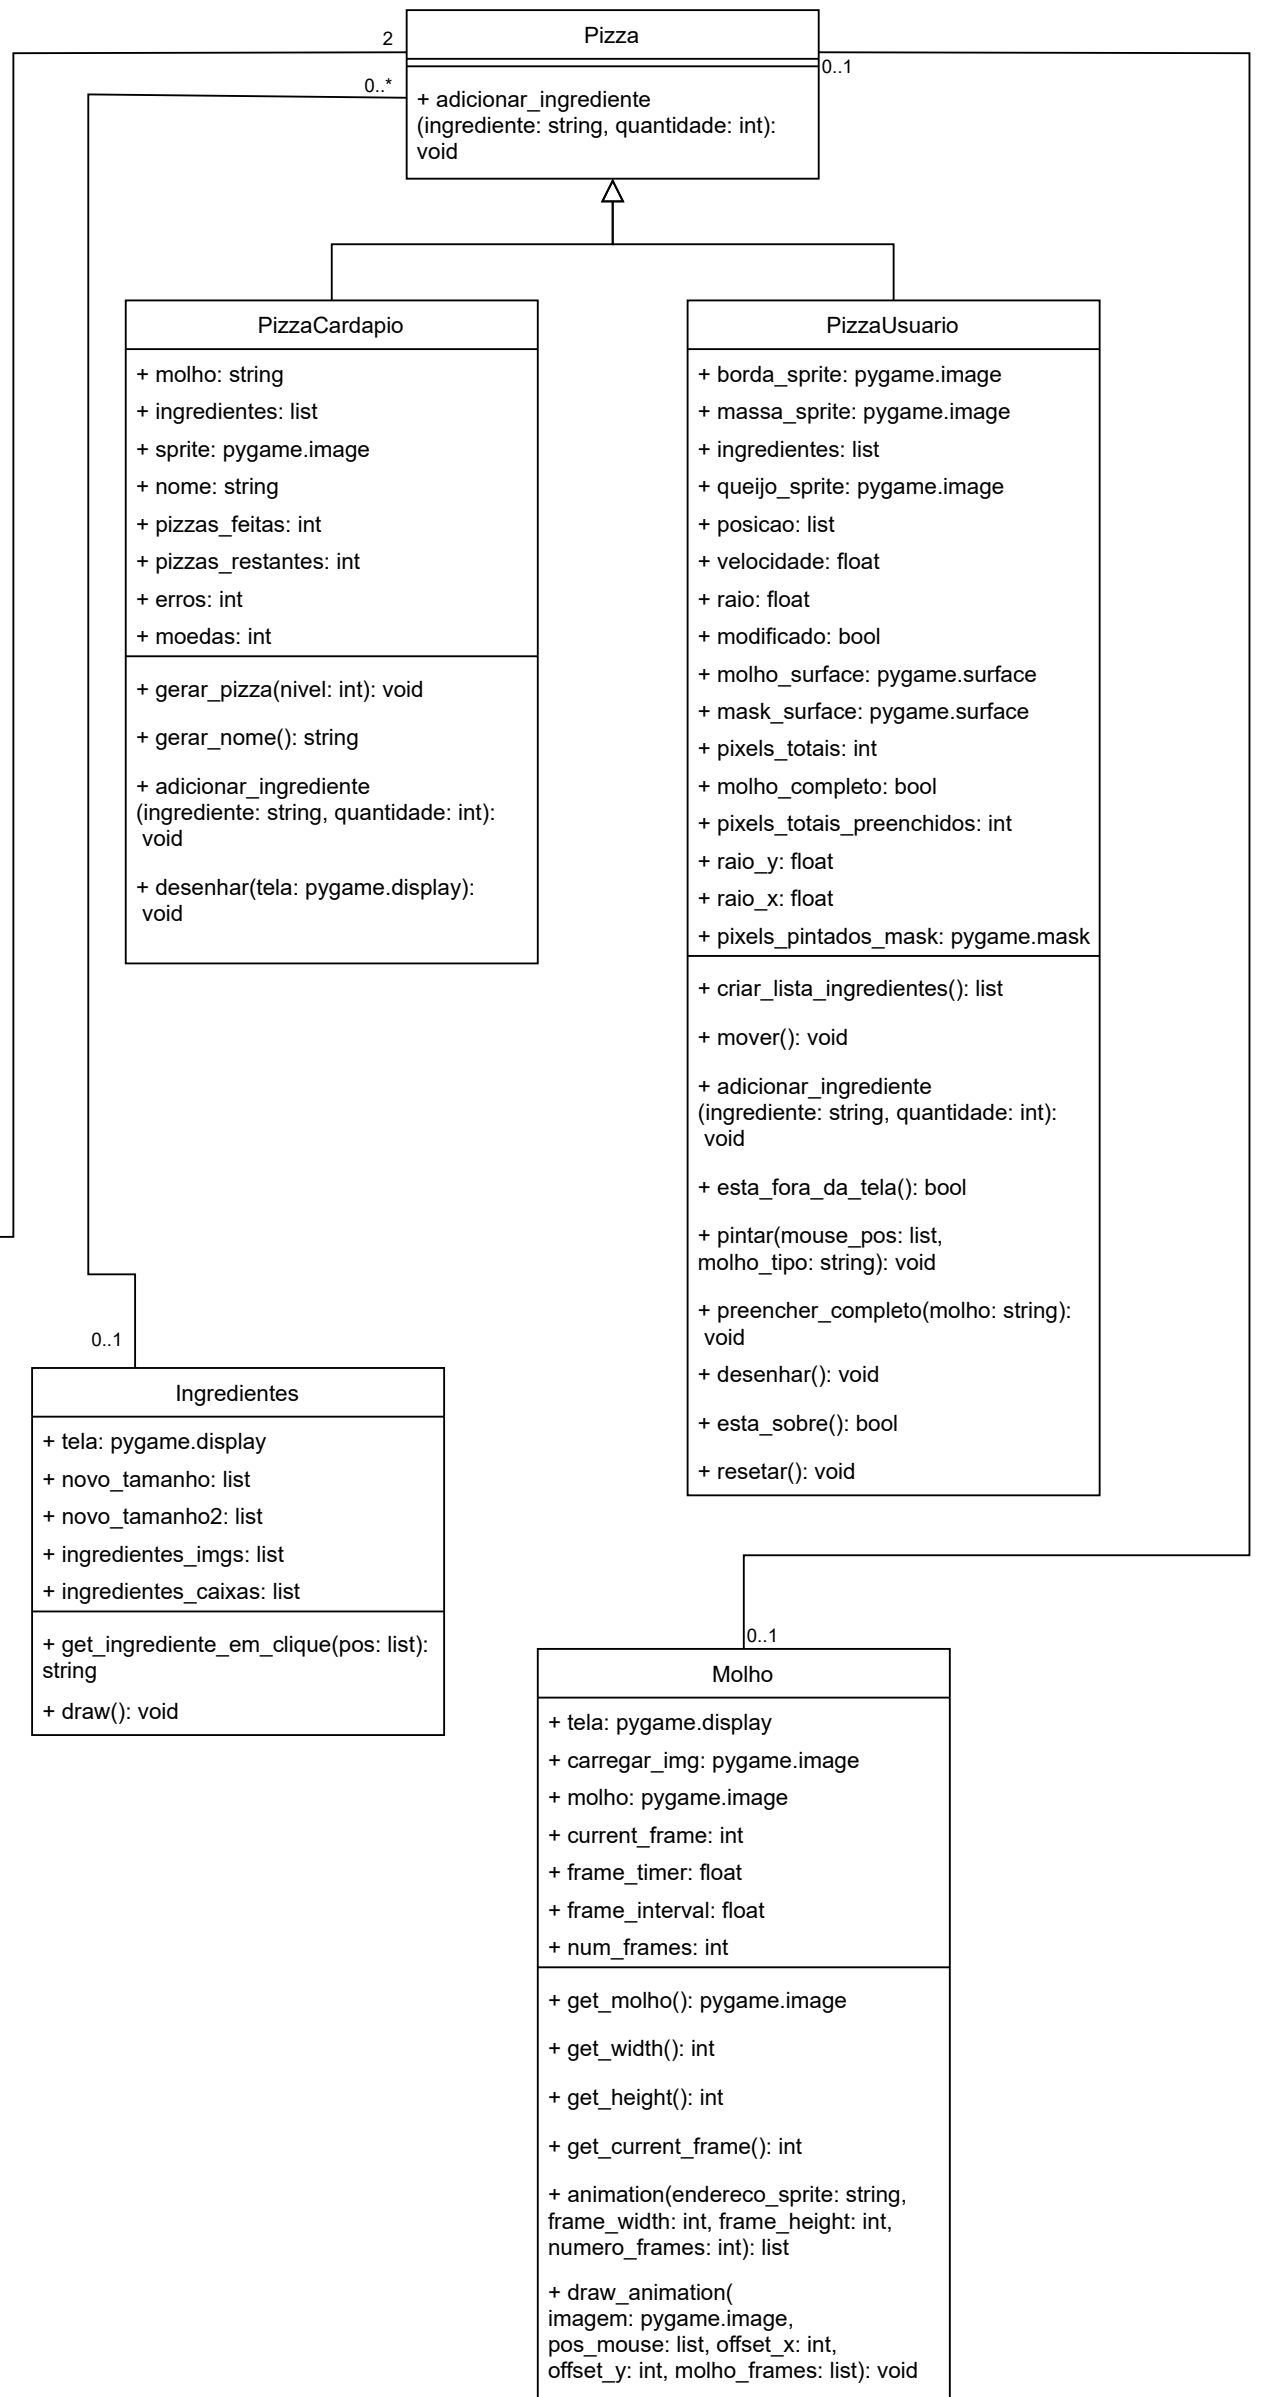 Pizza
2
0..1
0..*
+ adicionar_ingrediente
(ingrediente: string, quantidade: int):
void
PizzaCardapio
+ molho: string
+ ingredientes: list
+ sprite: pygame.image
+ nome: string
+ pizzas_feitas: int
+ pizzas_restantes: int
+ erros: int
+ moedas: int
+ gerar_pizza(nivel: int): void
+ gerar_nome(): string
+ adicionar_ingrediente
(ingrediente: string, quantidade: int):
void
+ desenhar(tela: pygame.display):
void
PizzaUsuario
+ borda_sprite: pygame.image
+ massa_sprite: pygame.image
+ ingredientes: list
+ queijo_sprite: pygame.image
+ posicao: list
+ velocidade: float
+ raio: float
+ modificado: bool
+ molho_surface: pygame.surface
+ mask_surface: pygame.surface
+ pixels_totais: int
+ molho_completo: bool
+ pixels_totais_preenchidos: int
+ raio_y: float
+ raio_x: float
+ pixels_pintados_mask: pygame.mask
+ criar_lista_ingredientes(): list
+ mover(): void
+ adicionar_ingrediente
(ingrediente: string, quantidade: int):
void
+ esta_fora_da_tela(): bool
+ pintar(mouse_pos: list,
molho_tipo: string): void
+ preencher_completo(molho: string):
void
+ desenhar(): void
+ esta_sobre(): bool
+ resetar(): void
0..1
Ingredientes
+ tela: pygame.display
+ novo_tamanho: list
+ novo_tamanho2: list
+ ingredientes_imgs: list
+ ingredientes_caixas: list
+ get_ingrediente_em_clique(pos: list):
string
+ draw(): void
0..1
Molho
+ tela: pygame.display
+ carregar_img: pygame.image
+ molho: pygame.image
+ current_frame: int
+ frame_timer: float
+ frame_interval: float
+ num_frames: int
+ get_molho(): pygame.image
+ get_width(): int
+ get_height(): int
+ get_current_frame(): int
+ animation(endereco_sprite: string,
frame_width: int, frame_height: int,
numero_frames: int): list
+ draw_animation(
imagem: pygame.image,
pos_mouse: list, offset_x: int,
offset_y: int, molho_frames: list): void